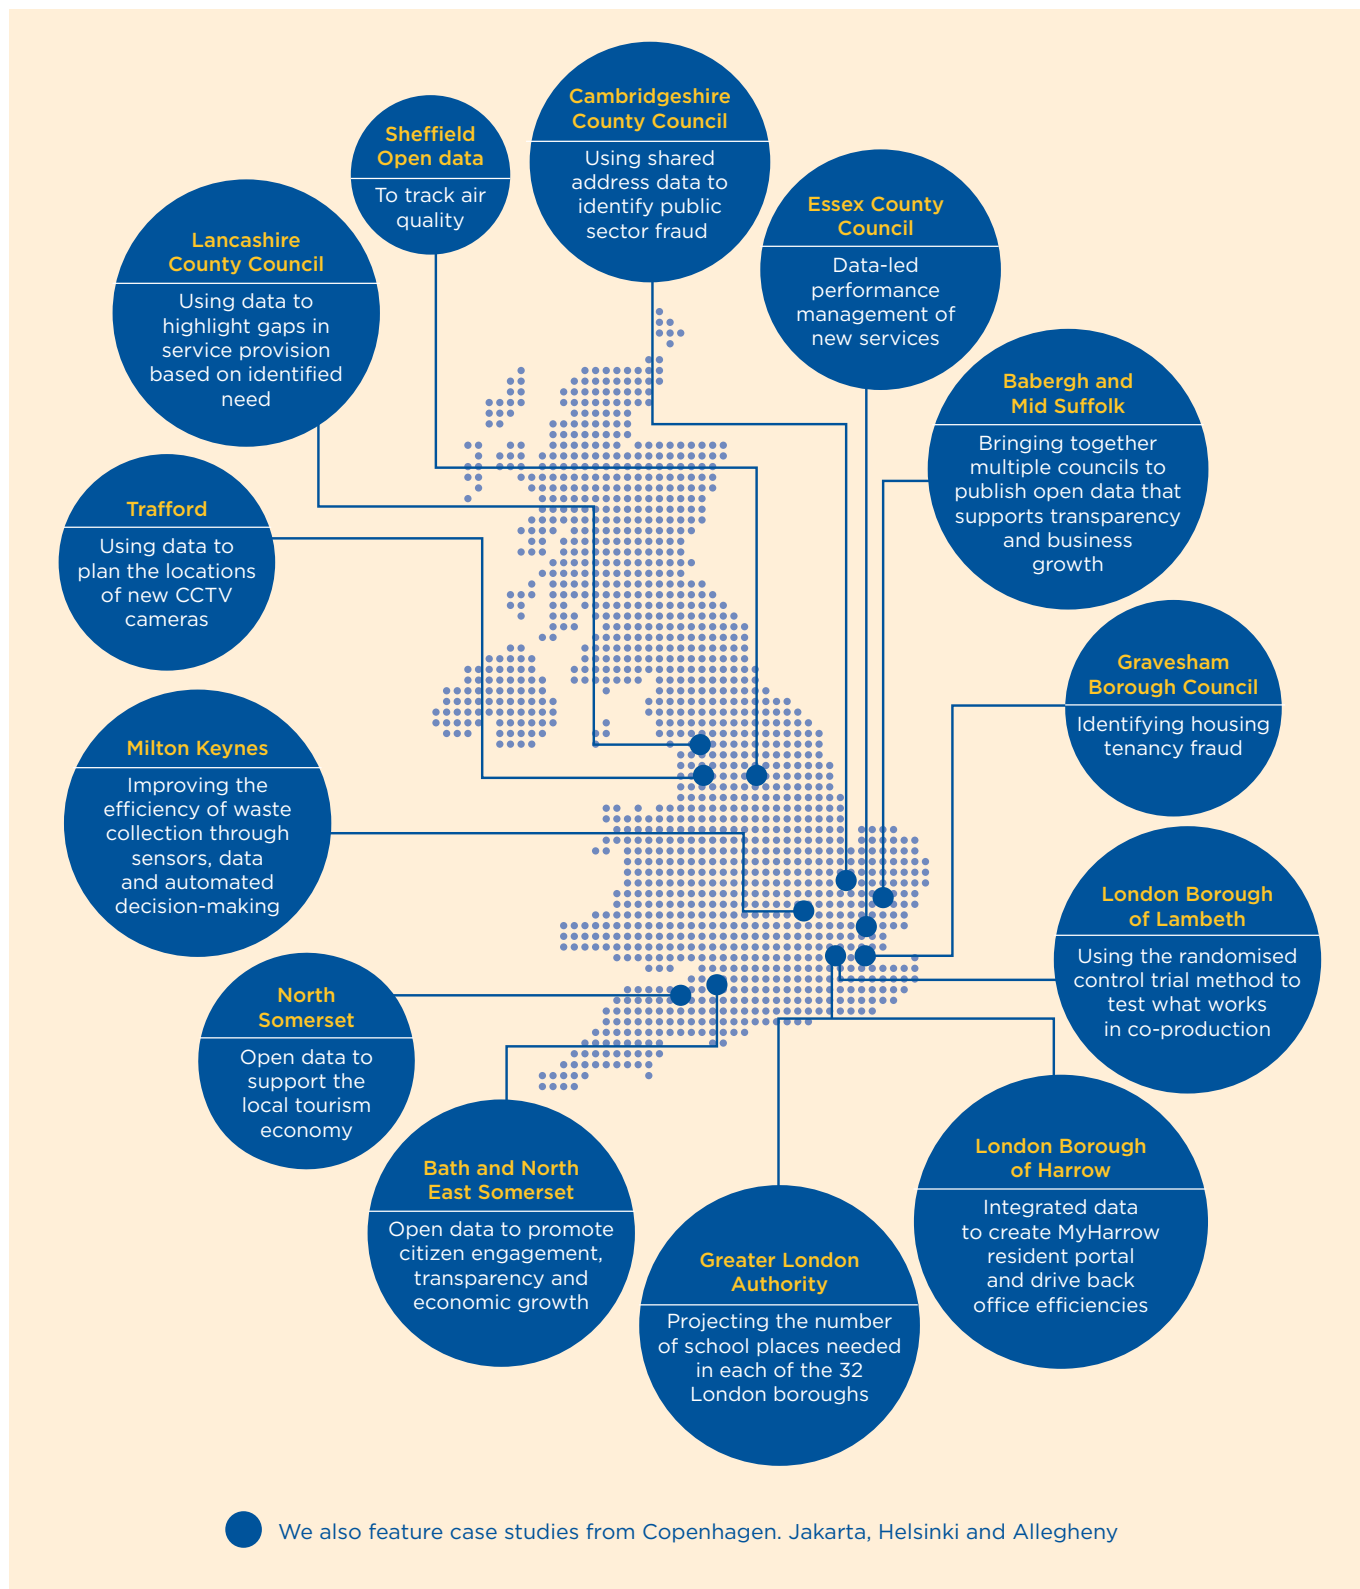 Cambridgeshire
County Council
Using shared
address data to
identify public
sector fraud
Sheffield
Open data
To track air
quality
Essex County
Council
Data-led
performance
management of
new services
Lancashire
County Council
Using data to
highlight gaps in
service provision
based on identified
need
Babergh and
Mid Suffolk
Bringing together
multiple councils to
publish open data that
supports transparency
and business
growth
Trafford
Using data to
plan the locations
of new CCTV
cameras
Gravesham
Borough Council
Identifying housing
tenancy fraud
Milton Keynes
Improving the
efficiency of waste
collection through
sensors, data
and automated
decision-making
London Borough
of Lambeth
Using the randomised
control trial method to
test what works
in co-production
North
Somerset
Open data to
support the
local tourism
economy
Bath and North
East Somerset
Open data to promote
citizen engagement,
transparency and
economic growth
London Borough
of Harrow
Integrated data
to create MyHarrow
resident portal
and drive back
office efficiencies
Greater London
Authority
Projecting the number
of school places needed
in each of the 32
London boroughs
We also feature case studies from Copenhagen. Jakarta, Helsinki and Allegheny